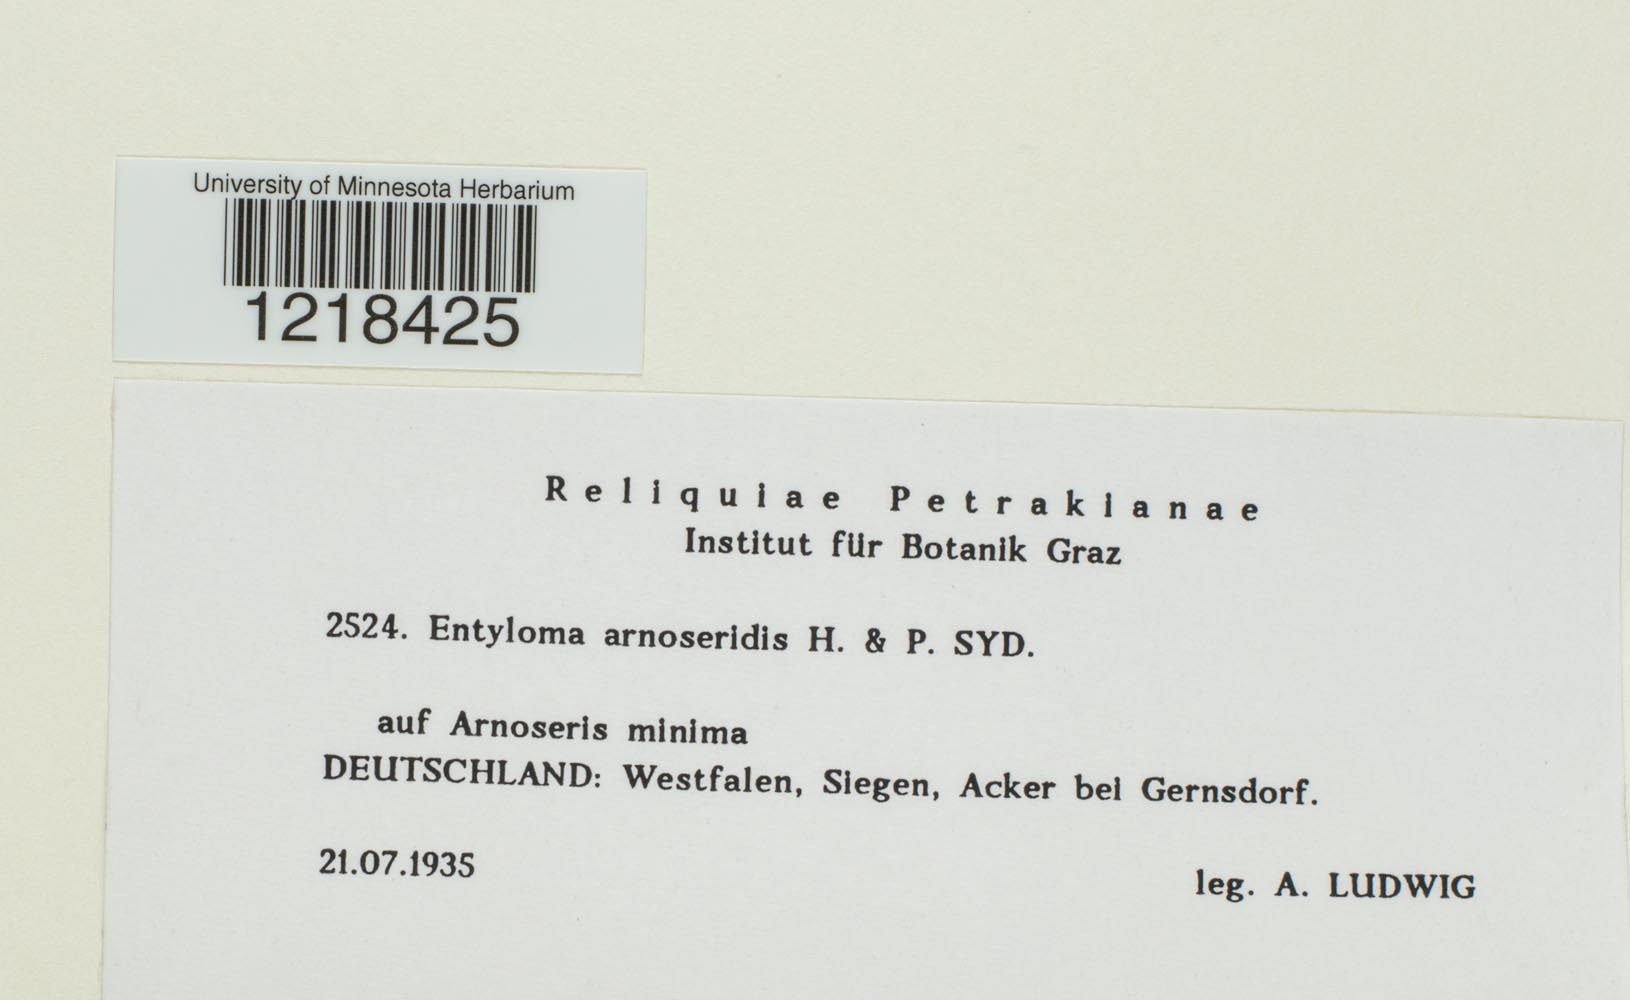 University of Minnesota Herbarium
1218425
Reliquiae Petrakianae
Institut für Botanik Graz
2524. Entyloma arnoseridis H. & P. SYD.
auf Arnoseris minima
DEUTSCHLAND: Westfalen, Siegen, Acker bei Gernsdorf.
21.07.1935
leg. A. LUDWIG